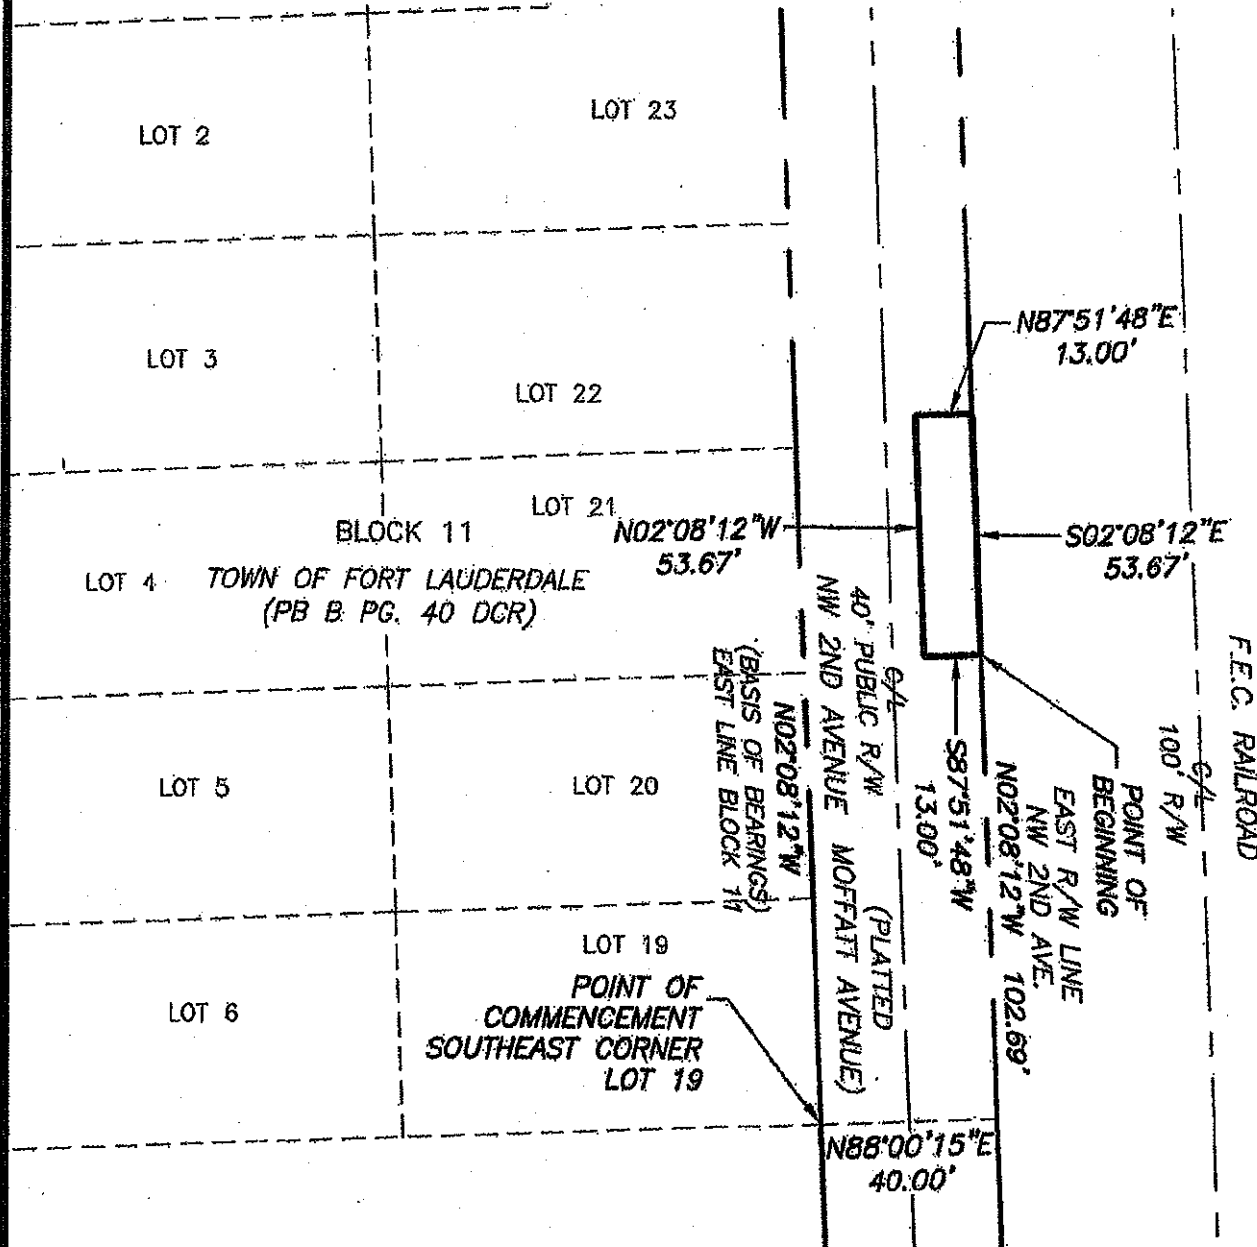 LOT 2
LOT 23
LOT 3
LOT 22
N87°51'48"E
13.00'
LOT 21
BLOCK 11
N02°08'12"W
53.67'
S02°08'12"E
53.67'
LOT 4
TOWN OF FORT LAUDERDALE
(PB B PG. 40 DCR)
C/L
40' PUBLIC R/W
NW 2ND AVENUE
(PLATTED
MOFFATT AVENUE)
N02°08'12"W
(BASIS OF BEARINGS)
EAST LINE BLOCK 11
S87°51'48"W
13.00'
F.E.C. RAILROAD
C/L
100' R/W
POINT OF
BEGINNING
EAST R/W LINE
NW 2ND AVE.
N02°08'12"W 102.69'
LOT 5
LOT 20
LOT 19
LOT 6
POINT OF
COMMENCEMENT
SOUTHEAST CORNER
LOT 19
N88°00'15"E
40.00'